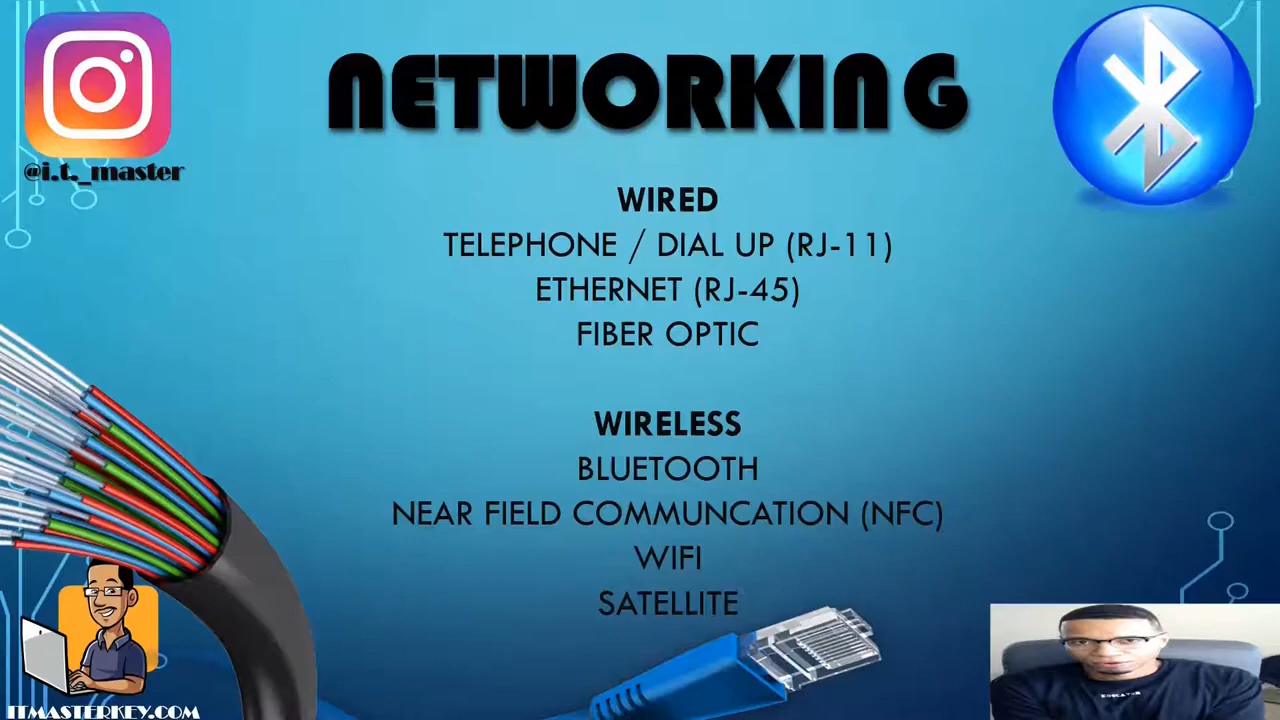 NETWORKING
@i.t._master
WIRED
TELEPHONE / DIAL UP (RJ-11)
ETHERNET (RJ-45)
FIBER OPTIC
WIRELESS
BLUETOOTH
NEAR FIELD COMMUNCATION (NFC)
WIFI
SATELLITE
ITMASTERKEY.COM
EDUCATOR